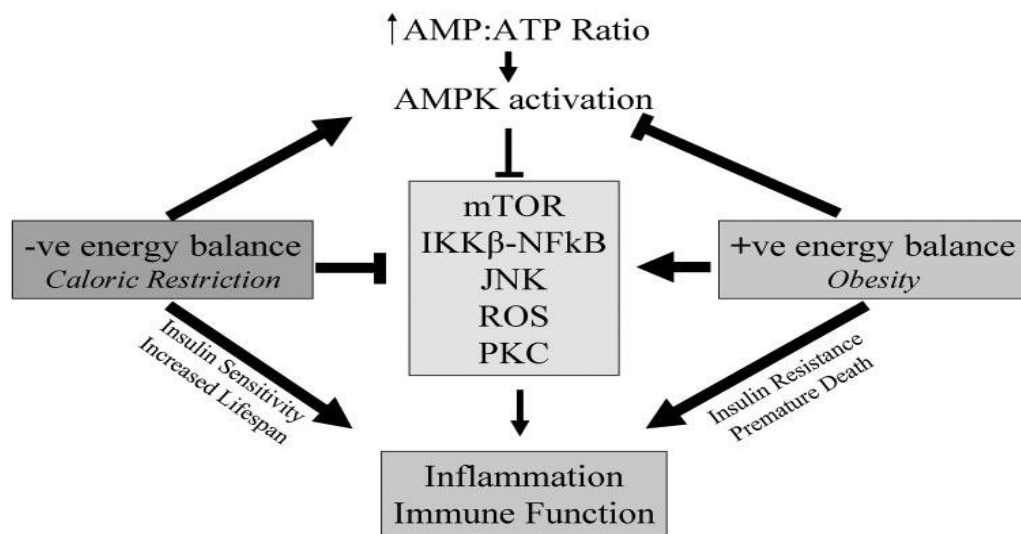 ↑AMP:ATP Ratio
AMPK activation
-ve energy balance
Caloric Restriction
mTOR
IKKβ-NFkB
JNK
ROS
PKC
+ve energy balance
Obesity
Insulin Sensitivity
Increased Lifespan
Insulin Resistance
Premature Death
Inflammation
Immune Function